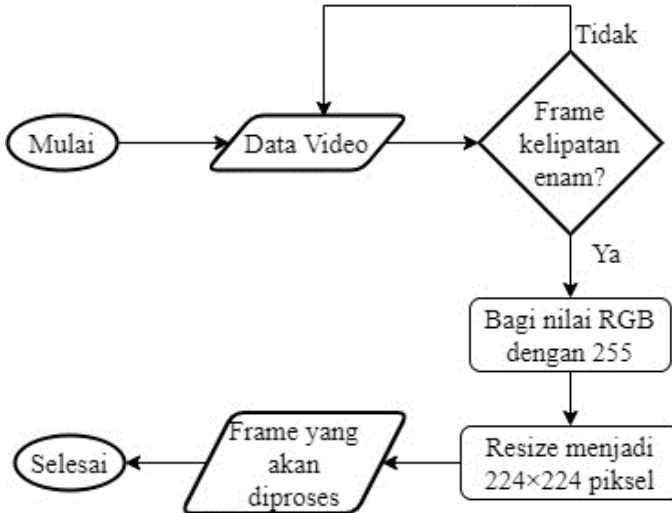 Mulai
Data Video
Frame
kelipatan
enam?
Tidak
Ya
Bagi nilai RGB
dengan 255
Resize menjadi
224×224 piksel
Frame yang
akan
diproses
Selesai